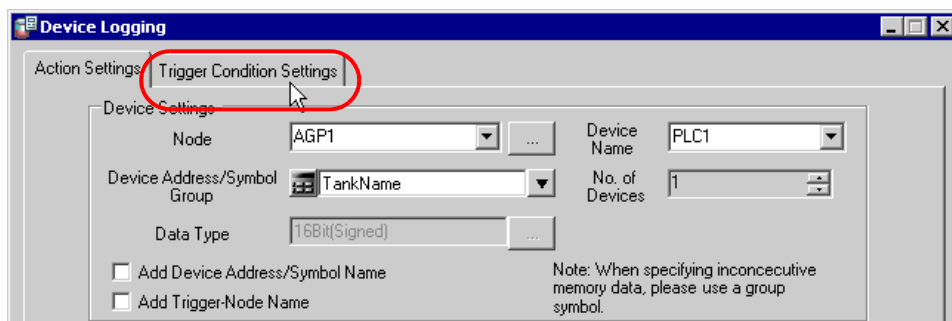 Device Logging
Action Settings Trigger Condition Settings
Device Settings
Node AGP1 ... Device Name PLC1
Device Address/Symbol Group TankName No. of Devices 1
Data Type 16Bit(Signed) ...
Add Device Address/Symbol Name
Add Trigger-Node Name
Note: When specifying inconcecutive
memory data, please use a group
symbol.